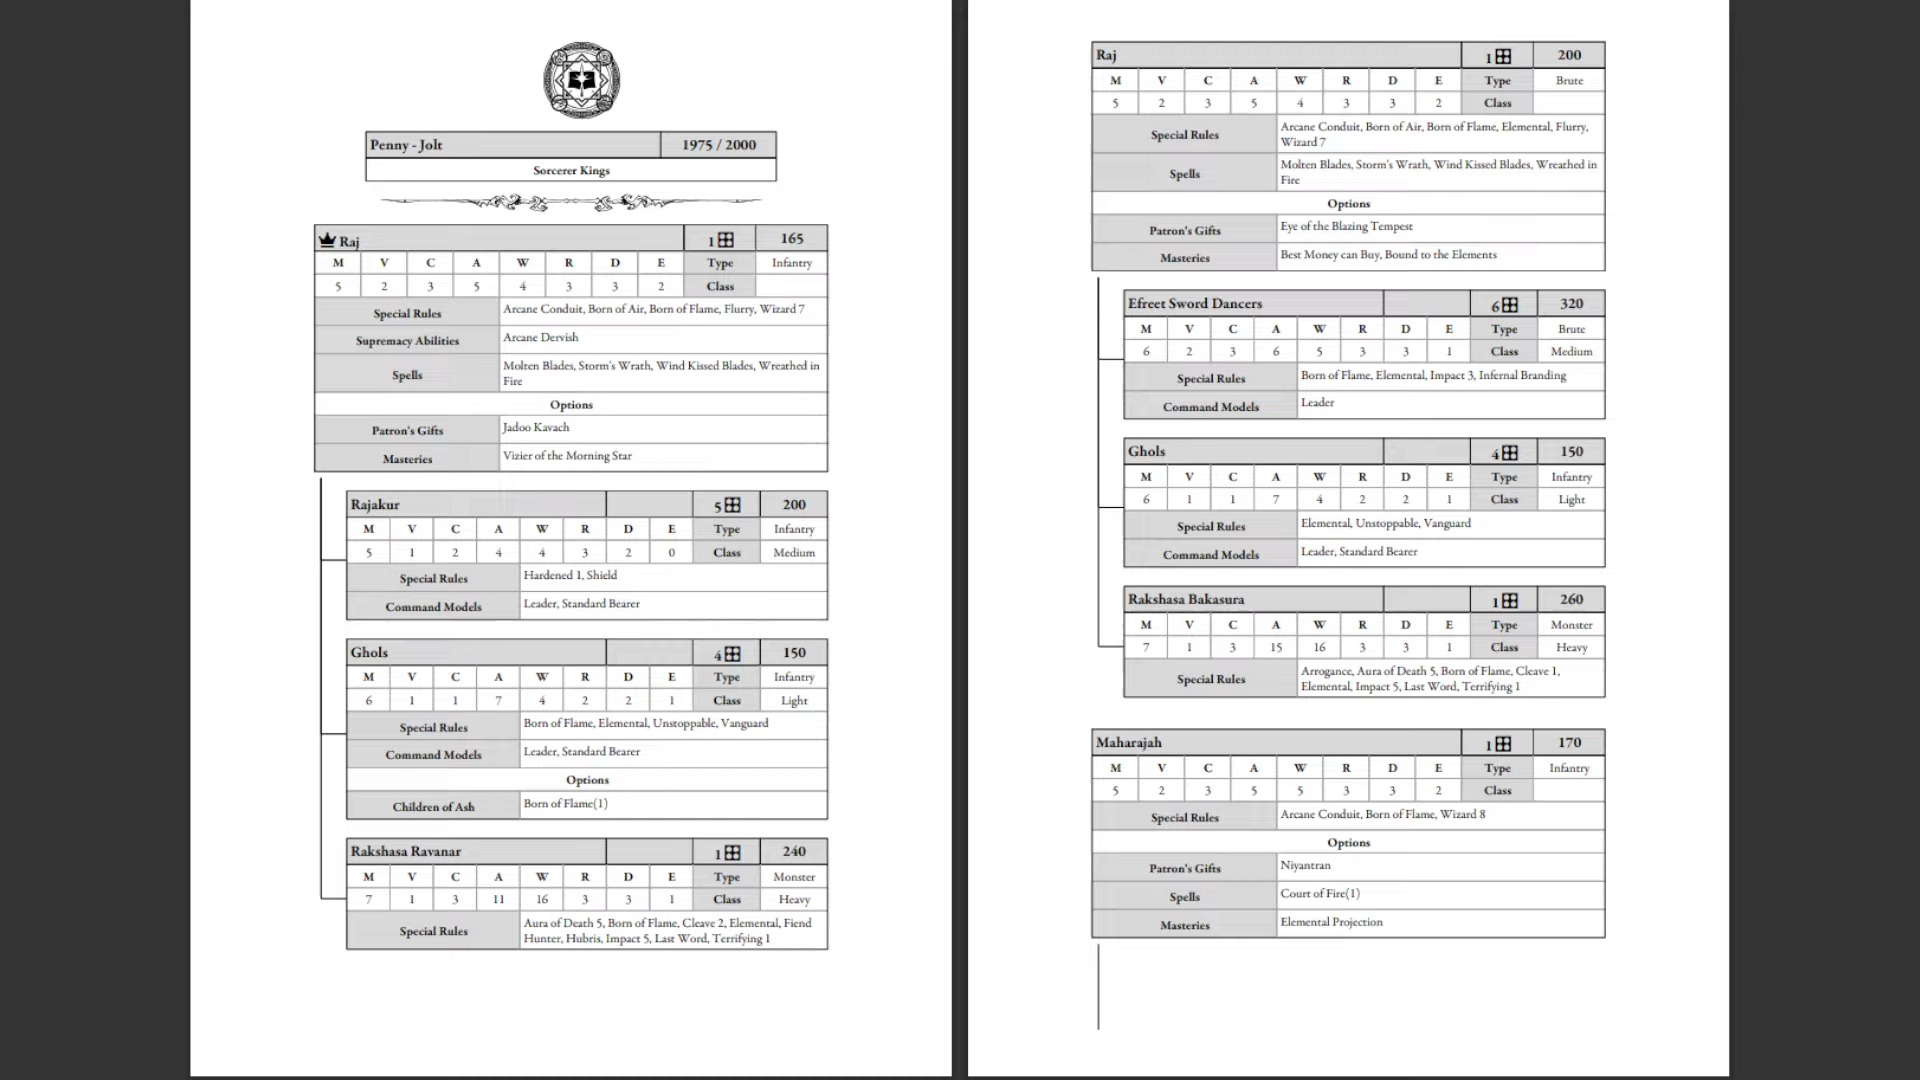 Penny - Jolt 1975 / 2000
Sorcerer Kings
Raj 1 165
M V C A W R D E Type Infantry
5 2 3 5 4 3 3 2 Class
Special Rules Arcane Conduit, Born of Air, Born of Flame, Flurry, Wizard 7
Supremacy Abilities Arcane Dervish
Spells Molten Blades, Storm's Wrath, Wind Kissed Blades, Wreathed in
Fire
Options
Patron's Gifts Jadoo Kavach
Masteries Vizier of the Morning Star
Rajakur 5 200
M V C A W R D E Type Infantry
5 1 2 4 4 3 2 0 Class Medium
Special Rules Hardened 1, Shield
Command Models Leader, Standard Bearer
Ghols 4 150
M V C A W R D E Type Infantry
6 1 1 7 4 2 2 1 Class Light
Special Rules Born of Flame, Elemental, Unstoppable, Vanguard
Command Models Leader, Standard Bearer
Options
Children of Ash Born of Flame(1)
Rakshasa Ravanar 1 240
M V C A W R D E Type Monster
7 1 3 11 16 3 3 1 Class Heavy
Special Rules Aura of Death 5, Born of Flame, Cleave 2, Elemental, Fiend
Hunter, Hubris, Impact 5, Last Word, Terrifying 1
Raj 1 200
M V C A W R D E Type Brute
5 2 3 5 4 3 3 2 Class
Special Rules Arcane Conduit, Born of Air, Born of Flame, Elemental, Flurry,
Wizard 7
Spells Molten Blades, Storm's Wrath, Wind Kissed Blades, Wreathed in
Fire
Options
Patron's Gifts Eye of the Blazing Tempest
Masteries Best Money can Buy, Bound to the Elements
Efreet Sword Dancers 6 320
M V C A W R D E Type Brute
6 2 3 6 5 3 3 1 Class Medium
Special Rules Born of Flame, Elemental, Impact 3, Infernal Branding
Command Models Leader
Ghols 4 150
M V C A W R D E Type Infantry
6 1 1 7 4 2 2 1 Class Light
Special Rules Elemental, Unstoppable, Vanguard
Command Models Leader, Standard Bearer
Rakshasa Bakasura 1 260
M V C A W R D E Type Monster
7 1 3 15 16 3 3 1 Class Heavy
Special Rules Arrogance, Aura of Death 5, Born of Flame, Cleave 1,
Elemental, Impact 5, Last Word, Terrifying 1
Maharajah 1 170
M V C A W R D E Type Infantry
5 2 3 5 5 3 3 2 Class
Special Rules Arcane Conduit, Born of Flame, Wizard 8
Options
Patron's Gifts Niyantran
Spells Court of Fire(1)
Masteries Elemental Projection